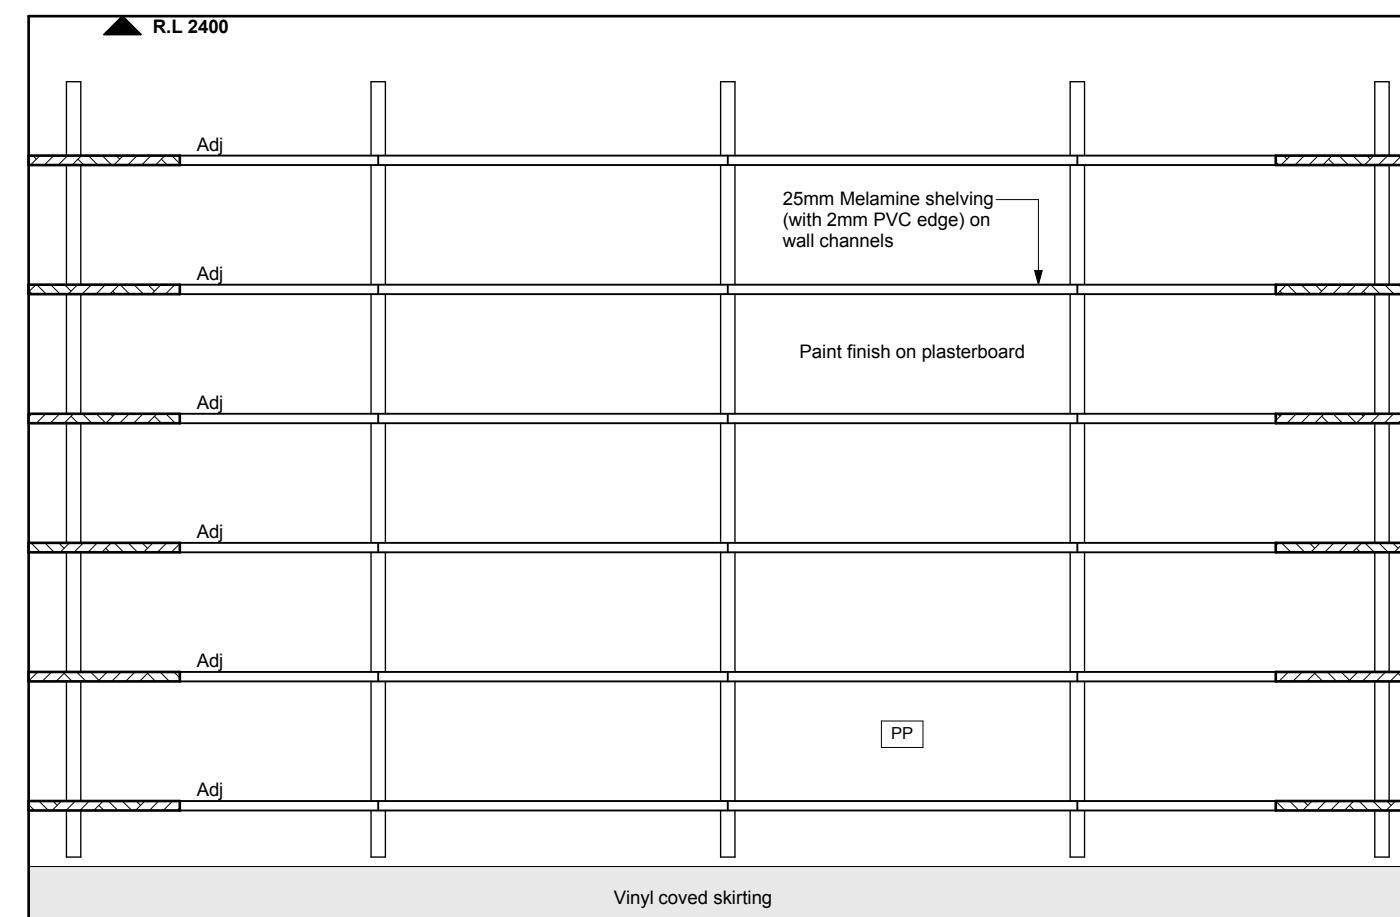 R.L 2400
Adj
25mm Melamine shelving
(with 2mm PVC edge) on
wall channels
Adj
Paint finish on plasterboard
Adj
Adj
Adj
PP
Adj
Vinyl coved skirting